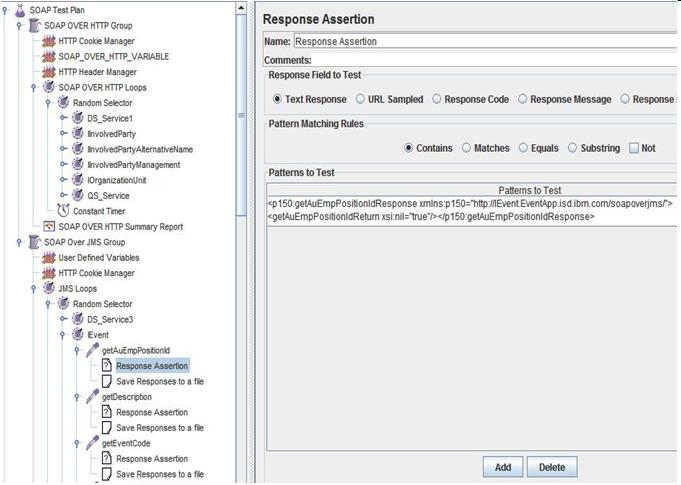 SOAP Test Plan
SOAP OVER HTTP Group
HTTP Cookie Manager
SOAP_OVER_HTTP_VARIABLE
HTTP Header Manager
SOAP OVER HTTP Loops
Random Selector
DS_Service1
IInvolvedParty
IInvolvedPartyAlternativeName
IInvolvedPartyManagement
IOrganizationUnit
QS_Service
Constant Timer
SOAP OVER HTTP Summary Report
SOAP Over JMS Group
User Defined Variables
HTTP Cookie Manager
JMS Loops
Random Selector
DS_Service3
IEvent
getAuEmpPositionId
Response Assertion
Save Responses to a file
getDescription
Response Assertion
Save Responses to a file
getEventCode
Response Assertion
Save Responses to a file
Response Assertion
Name: Response Assertion
Comments:
Response Field to Test
Text Response URL Sampled Response Code Response Message Response
Pattern Matching Rules
Contains Matches Equals Substring Not
Patterns to Test
Patterns to Test
<p150:getAuEmpPositionIdResponse xmlns:p150="http://IEvent.EventApp.isd.ibm.com/soapoverjms/">
<getAuEmpPositionIdReturn xsi:nil="true"/></p150:getAuEmpPositionIdResponse>
Add Delete